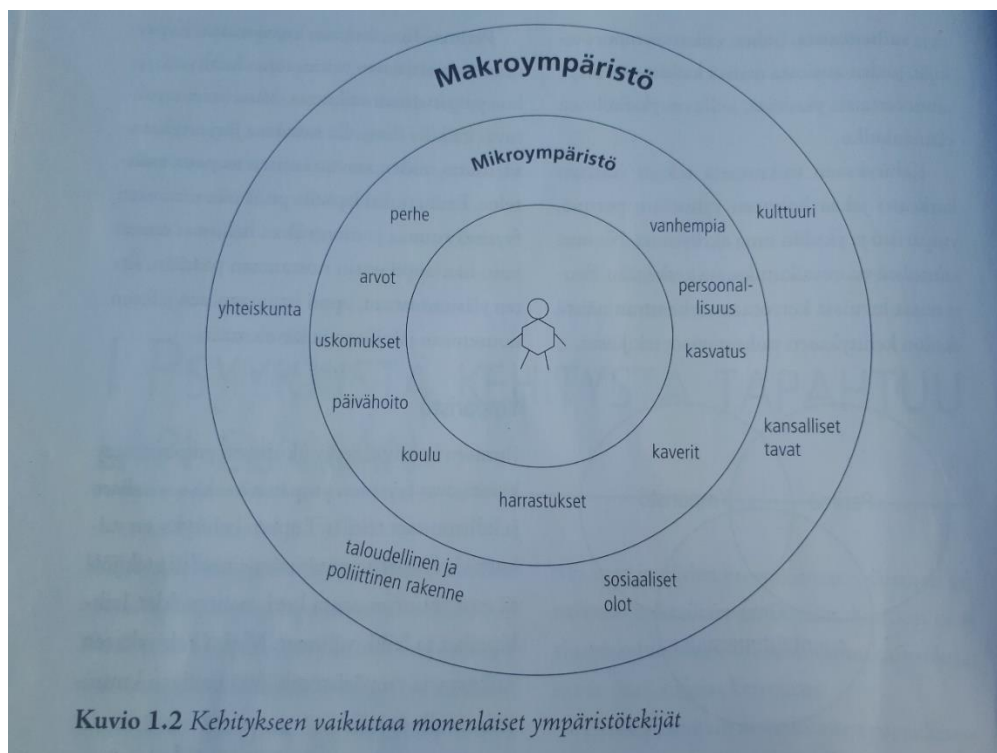 Makroympäristö
Mikroympäristö
perhe
vanhempia
kulttuuri
arvot
persoonal-
lisuus
yhteiskunta
uskomukset
kasvatus
päivähoito
kansalliset
tavat
koulu
kaverit
harrastukset
taloudellinen ja
poliittinen rakenne
sosiaaliset
olot
Kuvio 1.2 Kehitykseen vaikuttaa monenlaiset ympäristötekijät